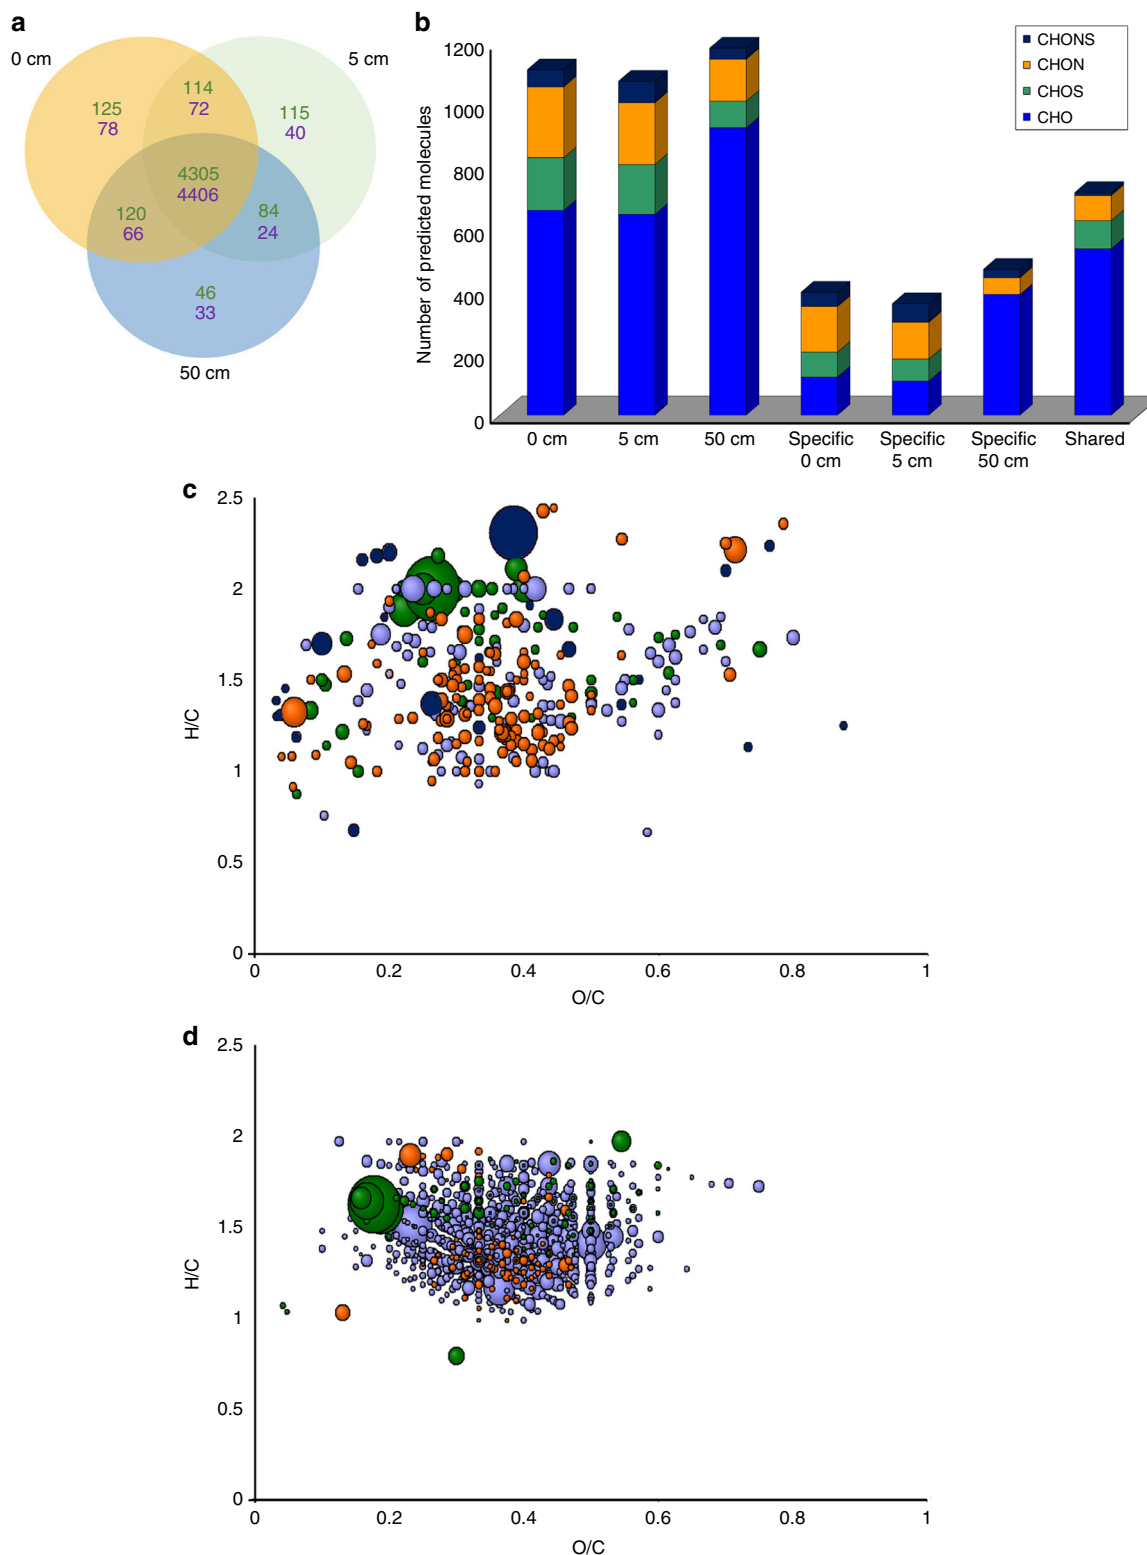 a
0 cm
5 cm
114
72
125
78
115
40
4305
4406
120
66
84
24
46
33
50 cm
b
Number of predicted molecules
1200
1000
800
600
400
200
0
CHONS
CHON
CHOS
CHO
0 cm
5 cm
50 cm
Specific
0 cm
Specific
5 cm
Specific
50 cm
Shared
c
H/C
2.5
2
1.5
1
0.5
0
0
0.2
0.4
0.6
0.8
1
O/C
d
H/C
2.5
2
1.5
1
0.5
0
0
0.2
0.4
0.6
0.8
1
O/C